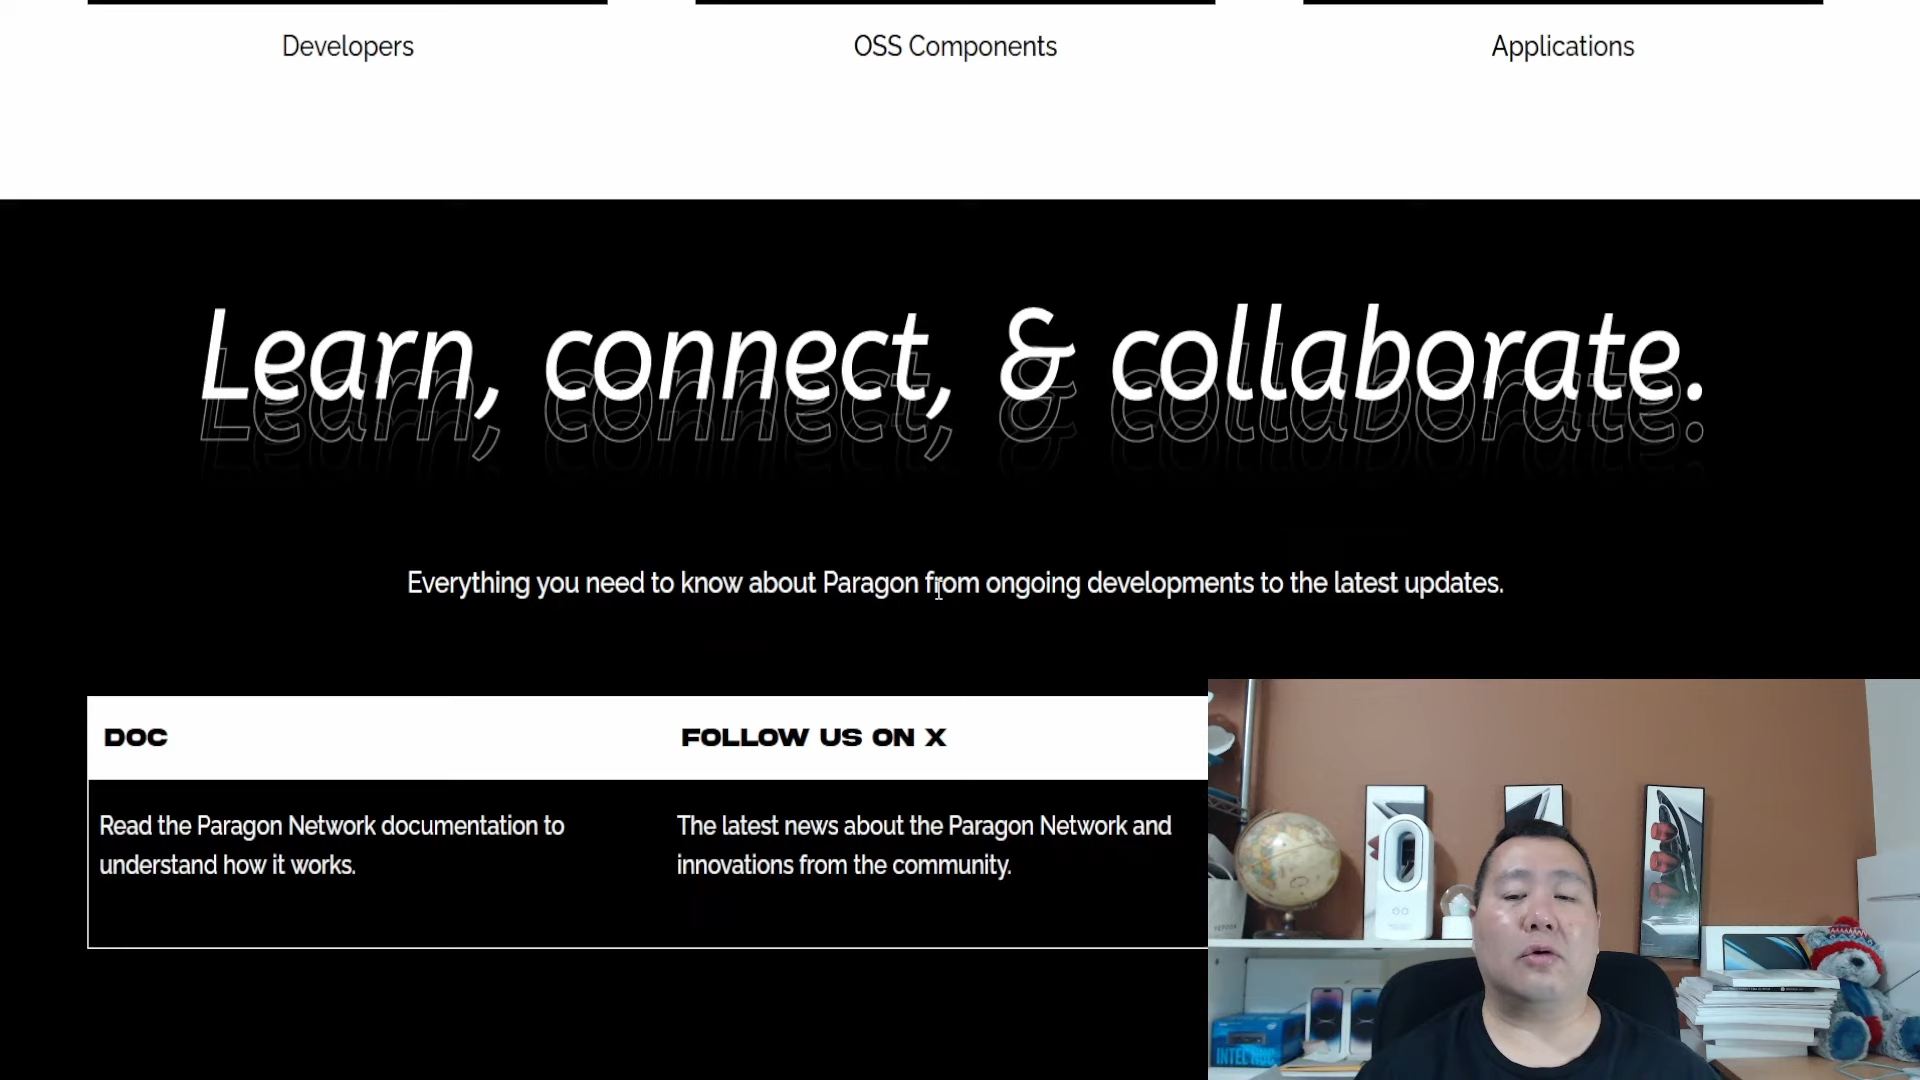 Developers
OSS Components
Applications
Learn, connect, & collaborate.
Everything you need to know about Paragon from ongoing developments to the latest updates.
DOC
FOLLOW US ON X
Read the Paragon Network documentation to
understand how it works.
The latest news about the Paragon Network and
innovations from the community.
INTEL NUC